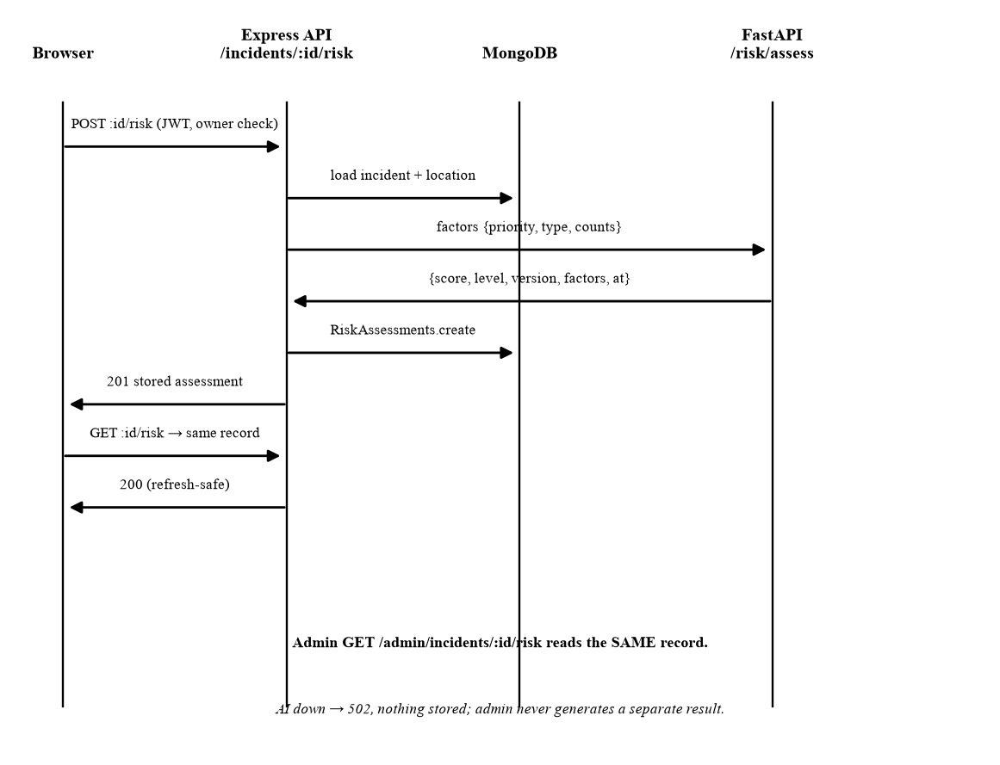 Browser
Express API
/incidents/:id/risk
MongoDB
FastAPI
/risk/assess
POST :id/risk (JWT, owner check)
load incident + location
factors {priority, type, counts}
{score, level, version, factors, at}
RiskAssessments.create
201 stored assessment
GET :id/risk → same record
200 (refresh-safe)
Admin GET /admin/incidents/:id/risk reads the SAME record.
AI down → 502, nothing stored; admin never generates a separate result.